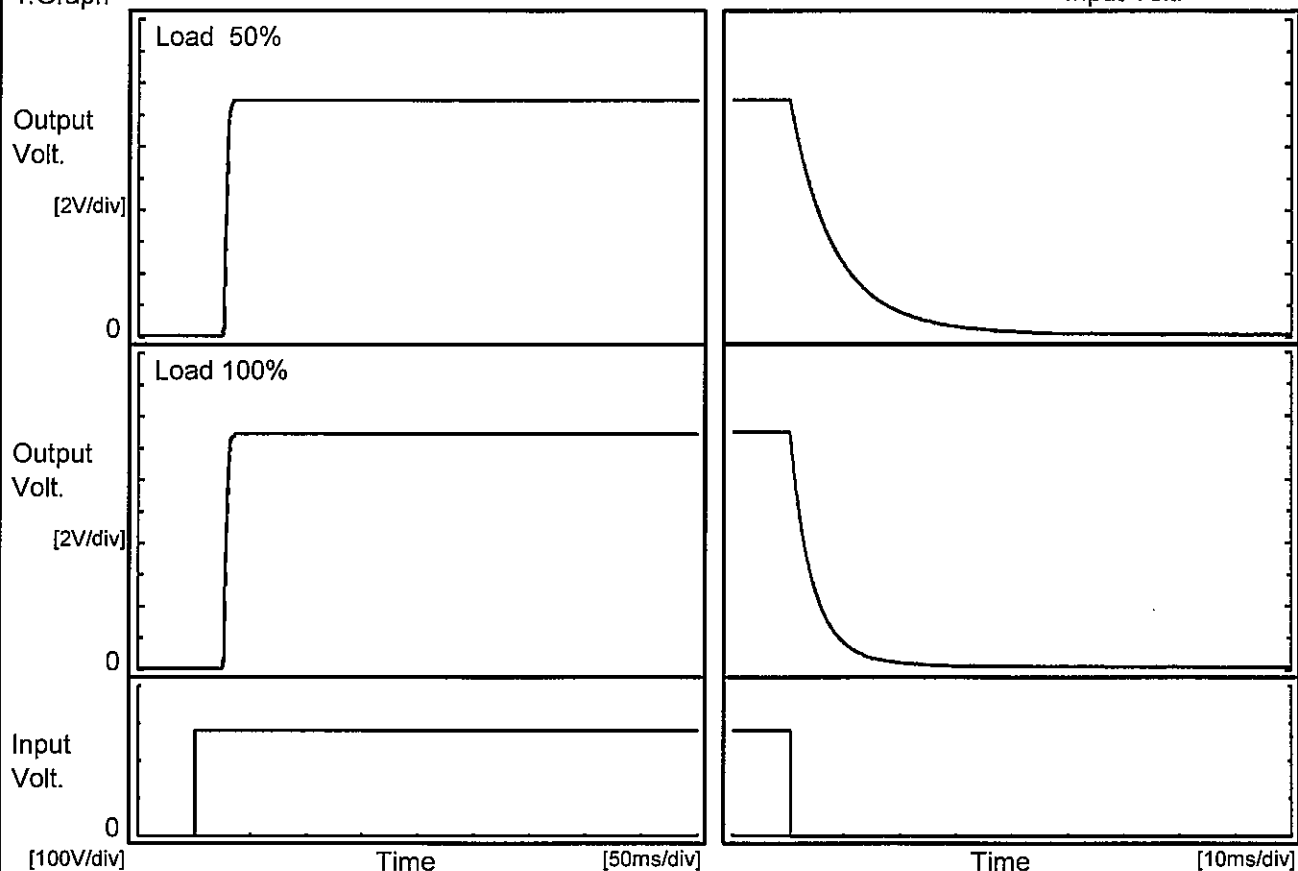 Load 50%
Output
Volt.
[2V/div]
0
Load 100%
Output
Volt.
[2V/div]
0
Input
Volt.
0
[100V/div]
Time
[50ms/div]
Time
[10ms/div]